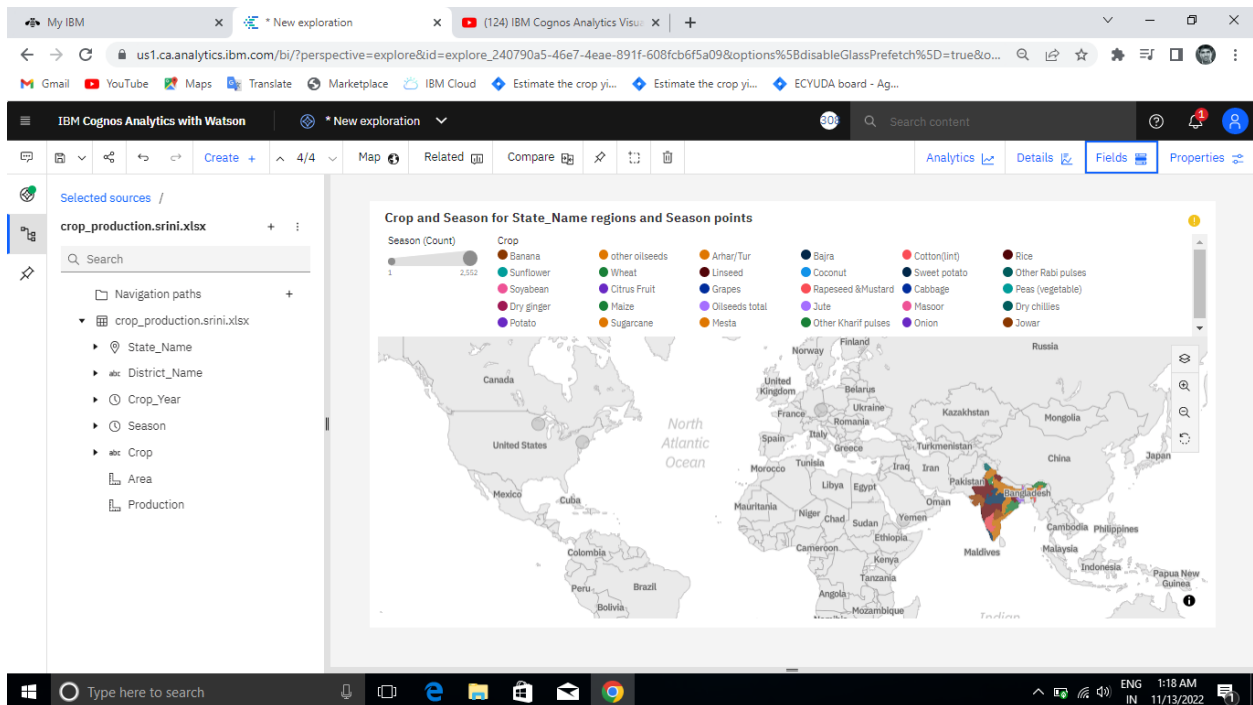 My IBM
* New exploration
(124) IBM Cognos Analytics Visua
us1.ca.analytics.ibm.com/bi/?perspective=explore&id=explore_240790a5-46e7-4eae-891f-608fcb6f5a09&options%5BdisableGlassPrefetch%5D=true&o...
Gmail YouTube Maps Translate Marketplace IBM Cloud Estimate the crop yi... Estimate the crop yi... ECYUDA board - Ag...
IBM Cognos Analytics with Watson * New exploration 308 Search content 1
Create + 4/4 Map Related Compare Analytics Details Fields Properties
Selected sources /
crop_production.srini.xlsx
Search
Navigation paths
crop_production.srini.xlsx
State_Name
abc District_Name
Crop_Year
Season
abc Crop
Area
Production
Crop and Season for State_Name regions and Season points
Season (Count)
1 2,552
Crop
Banana other oilseeds Arhar/Tur Bajra Cotton(lint) Rice
Sunflower Wheat Linseed Coconut Sweet potato Other Rabi pulses
Soyabean Citrus Fruit Grapes Rapeseed &Mustard Cabbage Peas (vegetable)
Dry ginger Maize Oilseeds total Jute Masoor Dry chillies
Potato Sugarcane Mesta Other Kharif pulses Onion Jowar
Finland
Norway
Russia
Canada
United Kingdom
Belarus
Ukraine
France
Romania
Kazakhstan
Mongolia
North Atlantic Ocean
United States
Spain
Italy
Greece
Turkmenistan
China
Japan
Morocco
Tunisia
Iraq
Iran
Pakistan
Libya
Egypt
Bangladesh
Mexico
Cuba
Mauritania
Oman
Niger
Chad
Sudan
Yemen
Cambodia
Philippines
Ethiopia
Colombia
Cameroon
Kenya
Maldives
Malaysia
Indonesia
Papua New Guinea
Tanzania
Peru
Brazil
Angola
Bolivia
Mozambique
Namibia
Indian
Type here to search
ENG 1:18 AM
IN 11/13/2022
1